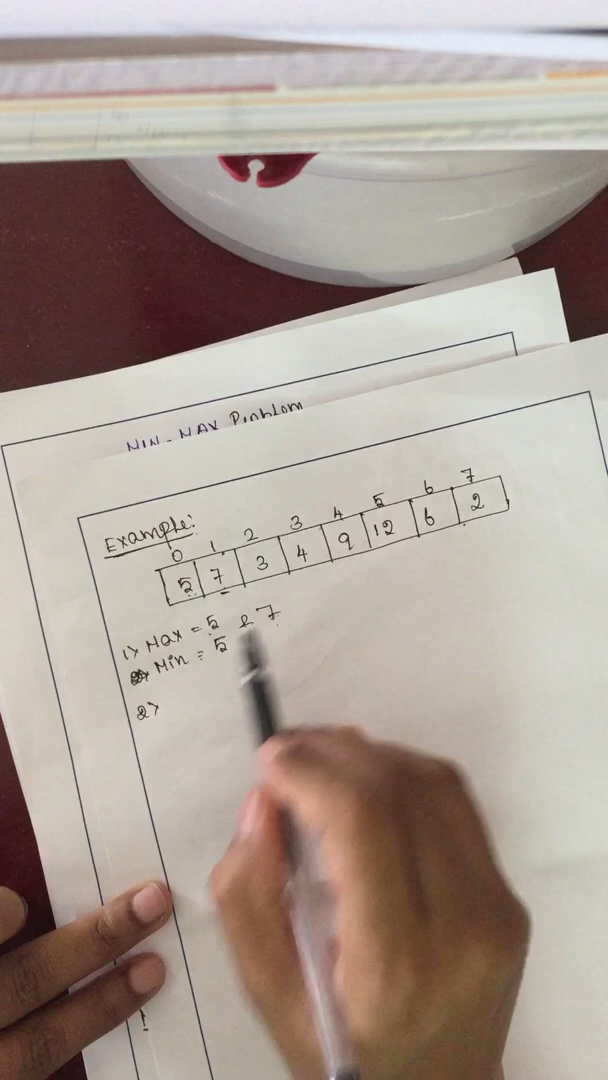 MIN - MAX Problem
Example:
0 1 2 3 4 5 6 7
5 7 3 4 9 12 6 2
1> Max = 5 & 7
Min = 5
2>